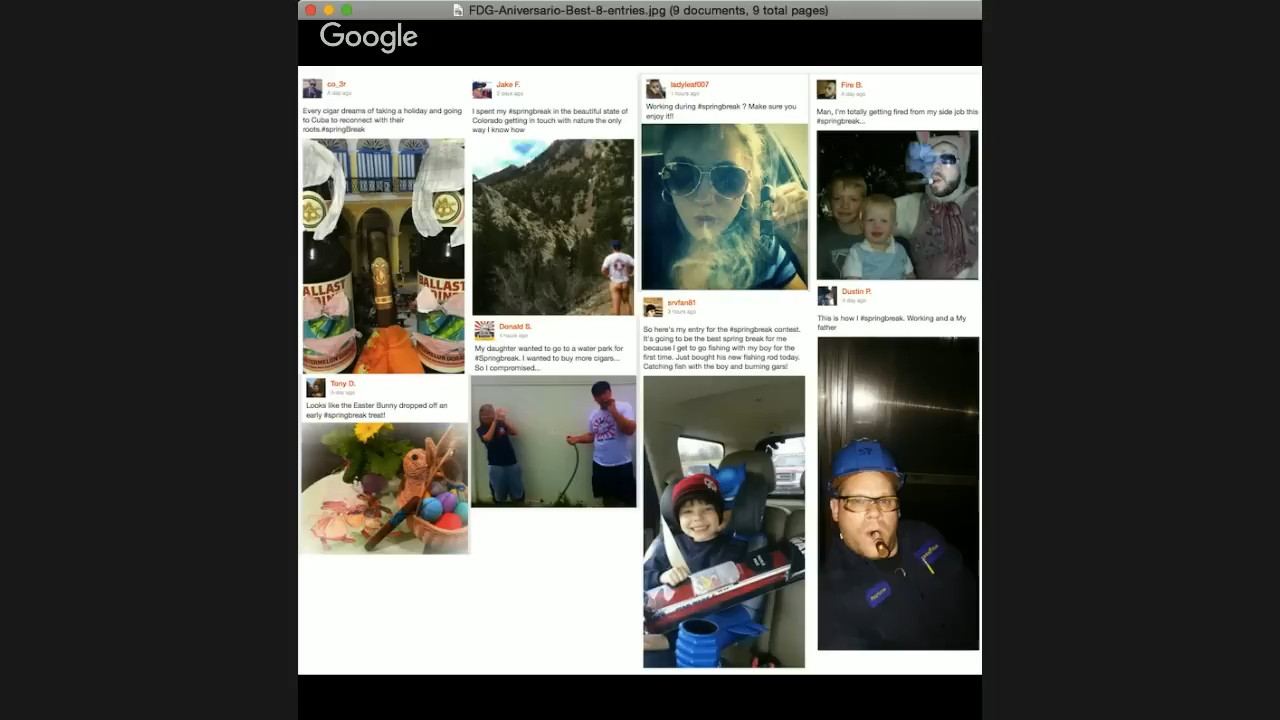 FDG-Aniversario-Best-8-entries.jpg (9 documents, 9 total pages)
Google
co_3r
A day ago
Every cigar dreams of taking a holiday and going
to Cuba to reconnect with their
roots.#springBreak
BALLAST
BALLAST
Tony D.
Looks like the Easter Bunny dropped off an
early #springbreak treat!
Jake F.
2 days ago
I spent my #springbreak in the beautiful state of
Colorado getting in touch with nature the only
way I know how
Donald S.
My daughter wanted to go to a water park for
#Springbreak. I wanted to buy more cigars...
So I compromised...
ladyleaf007
Working during #springbreak ? Make sure you
enjoy it!!
srvfan81
So here's my entry for the #springbreak contest.
It's going to be the best spring break for me
because I get to go fishing with my boy for the
first time. Just bought his new fishing rod today.
Catching fish with the boy and burning gars!
Fire B.
A day ago
Man, I'm totally getting fired from my side job this
#springbreak...
Dustin P.
This is how I #springbreak. Working and a My
father